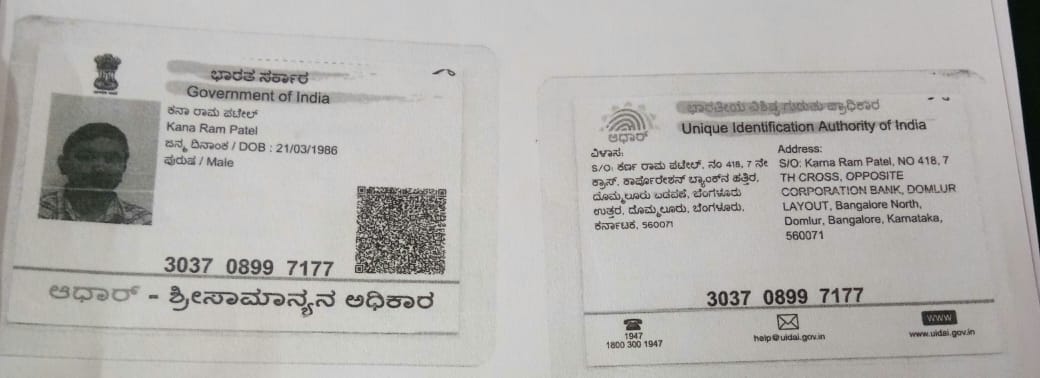 ಭಾರತ ಸರ್ಕಾರ
Government of India
ಕನಾ ರಾಮ ಪಟೇಲ್
Kana Ram Patel
ಜನ್ಮ ದಿನಾಂಕ / DOB : 21/03/1986
ಪುರುಷ / Male
3037 0899 7177
ಆಧಾರ್ - ಶ್ರೀಸಾಮಾನ್ಯನ ಅಧಿಕಾರ
ಭಾರತೀಯ ವಿಶಿಷ್ಟ ಗುರುತು ಪ್ರಾಧಿಕಾರ
Unique Identification Authority of India
ಆಧಾರ್
ವಿಳಾಸ:
S/O: ಕರ್ಣ ರಾಮ ಪಟೇಲ್, ನಂ 418, 7 ನೇ
ಕ್ರಾಸ್, ಕಾರ್ಪೊರೇಶನ್ ಬ್ಯಾಂಕ್‌ನ ಹತ್ತಿರ,
ದೊಮ್ಮಲೂರು ಬಡಾವಣೆ, ಬೆಂಗಳೂರು
ಉತ್ತರ, ದೊಮ್ಮಲೂರು, ಬೆಂಗಳೂರು,
ಕರ್ನಾಟಕ, 560071
Address:
S/O: Karna Ram Patel, NO 418, 7
TH CROSS, OPPOSITE
CORPORATION BANK, DOMLUR
LAYOUT, Bangalore North,
Domlur, Bangalore, Karnataka,
560071
3037 0899 7177
1947
1800 300 1947
help@uidai.gov.in
WWW
www.uidai.gov.in